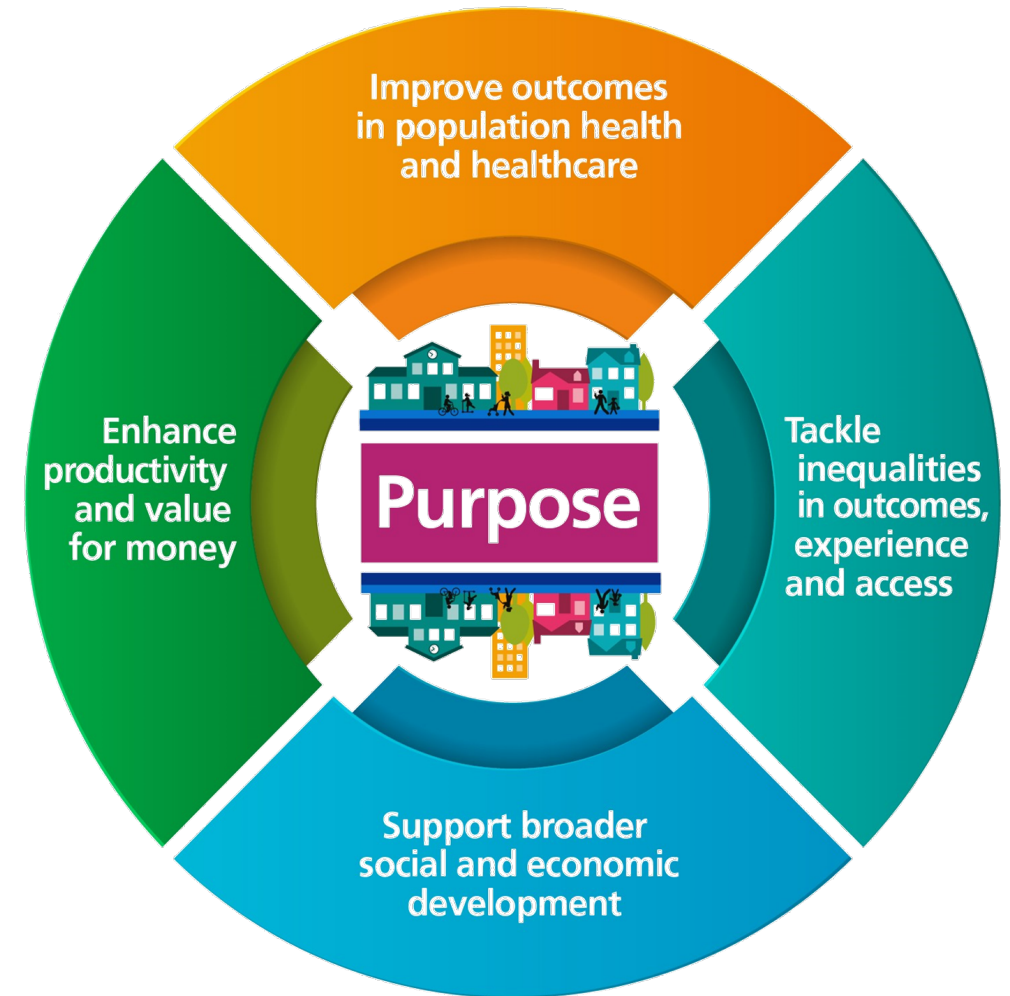 Improve outcomes
in population health
and healthcare
Tackle
inequalities
in outcomes,
experience
and access
Support broader
social and economic
development
Enhance
productivity
and value
for money
Purpose